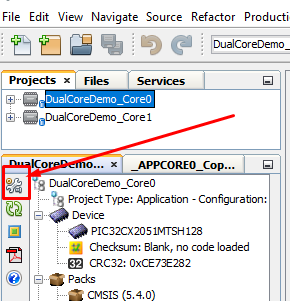 File Edit View Navigate Source Refactor Producti
DualCoreDemo_
Projects × Files Services
DualCoreDemo_Core0
DualCoreDemo_Core1
DualCoreDemo... × _APPCORE0_Cop...
DualCoreDemo_Core0
Project Type: Application - Configuration:
Device
PIC32CX2051MTSH128
Checksum: Blank, no code loaded
32 CRC32: 0xCE73E282
Packs
CMSIS (5.4.0)